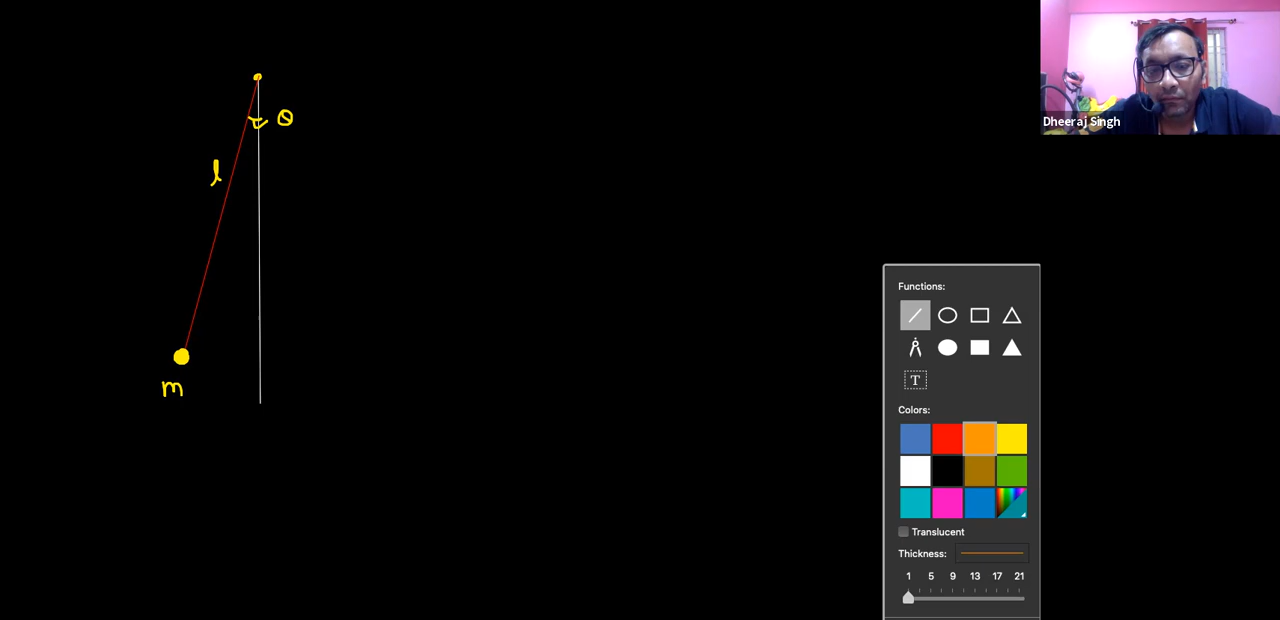 θ
l
m
Dheeraj Singh
Functions:
T
Colors:
Translucent
Thickness:
1 5 9 13 17 21